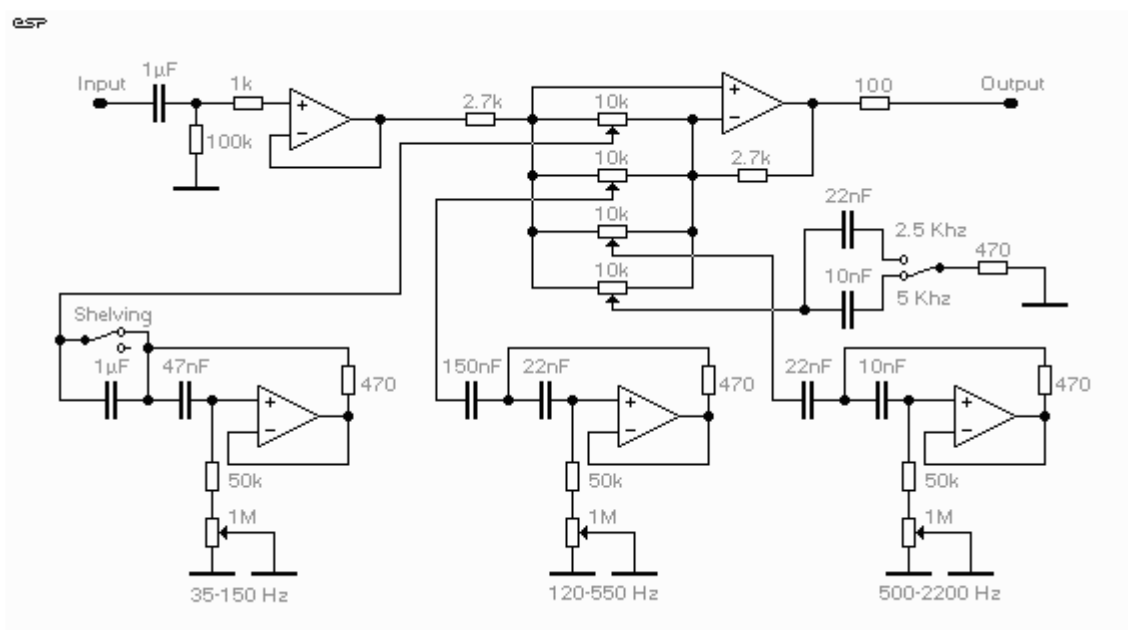 esp
Input
1µF
1k
100k
2.7k
10k
100
Output
10k
2.7k
10k
22nF
2.5 Khz
470
10k
10nF
5 Khz
Shelving
1µF
47nF
470
150nF
22nF
470
22nF
10nF
470
50k
50k
50k
1M
1M
1M
35-150 Hz
120-550 Hz
500-2200 Hz